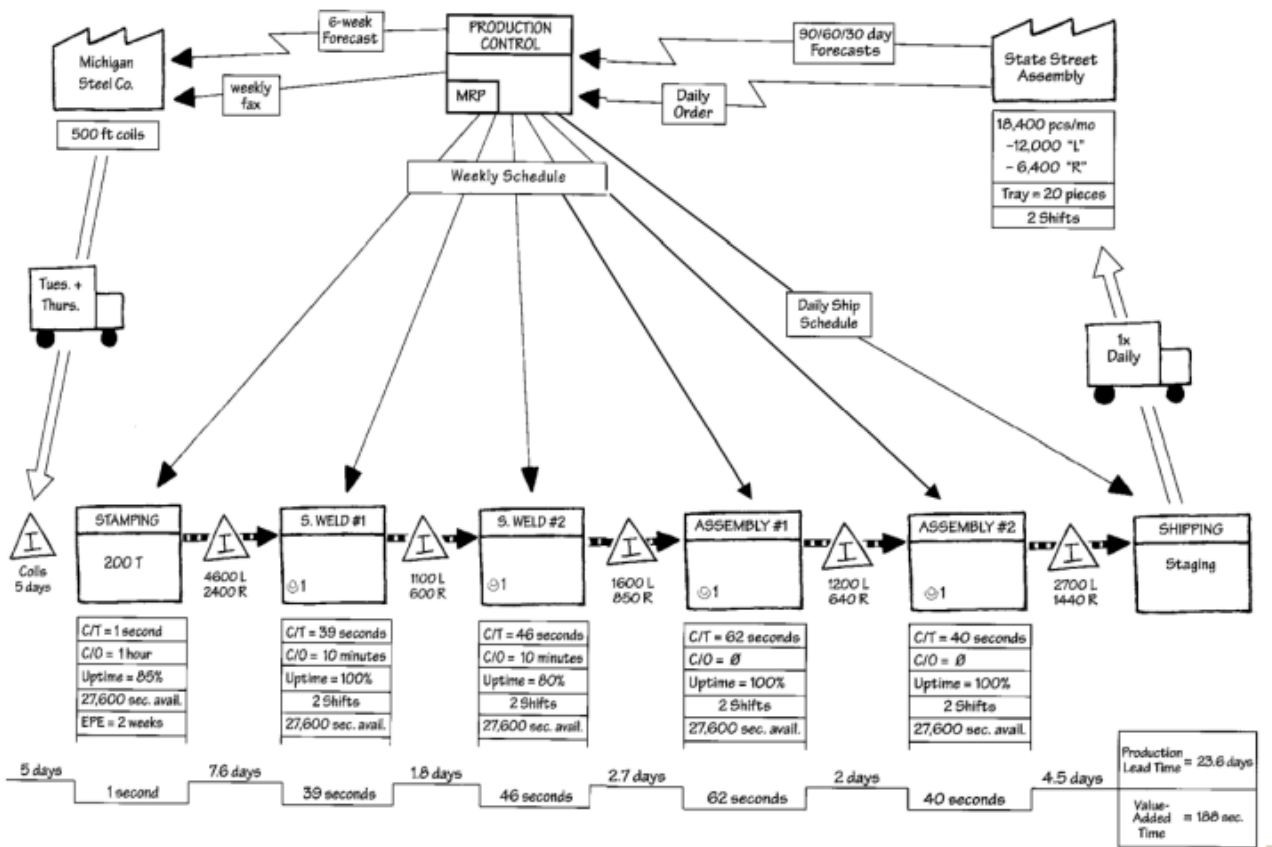 6-week
Forecast
PRODUCTION
CONTROL
MRP
90/60/30 day
Forecasts
Michigan
Steel Co.
weekly
fax
Daily
Order
State Street
Assembly
500 ft coils
18,400 pcs/mo
-12,000 "L"
- 6,400 "R"
Tray = 20 pieces
2 Shifts
Weekly Schedule
Tues. +
Thurs.
Daily Ship
Schedule
1x
Daily
I
Coils
5 days
STAMPING
200 T
I
4600 L
2400 R
S. WELD #1
1
I
1100 L
600 R
S. WELD #2
1
I
1600 L
850 R
ASSEMBLY #1
1
I
1200 L
640 R
ASSEMBLY #2
1
I
2700 L
1440 R
SHIPPING
Staging
C/T = 1 second
C/O = 1 hour
Uptime = 85%
27,600 sec. avail.
EPE = 2 weeks
C/T = 39 seconds
C/O = 10 minutes
Uptime = 100%
2 Shifts
27,600 sec. avail.
C/T = 46 seconds
C/O = 10 minutes
Uptime = 80%
2 Shifts
27,600 sec. avail.
C/T = 62 seconds
C/O = Ø
Uptime = 100%
2 Shifts
27,600 sec. avail.
C/T = 40 seconds
C/O = Ø
Uptime = 100%
2 Shifts
27,600 sec. avail.
5 days
1 second
7.6 days
39 seconds
1.8 days
46 seconds
2.7 days
62 seconds
2 days
40 seconds
4.5 days
Production
Lead Time = 23.6 days
Value-
Added = 188 sec.
Time